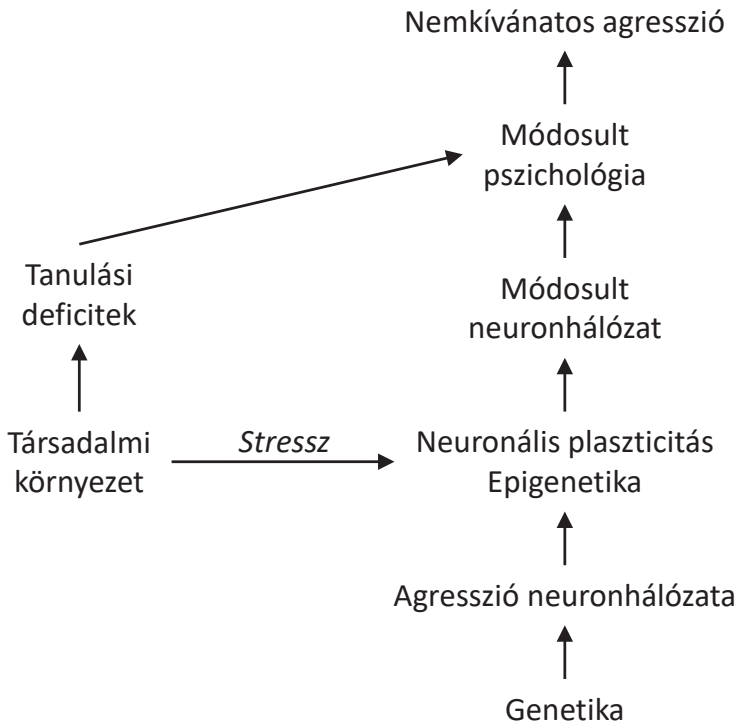 Nemkívánatos agresszió
Módosult
pszichológia
Tanulási
deficitek
Módosult
neuronhálózat
Társadalmi
környezet
Stressz
Neuronális plaszticitás
Epigenetika
Agresszió neuronhálózata
Genetika